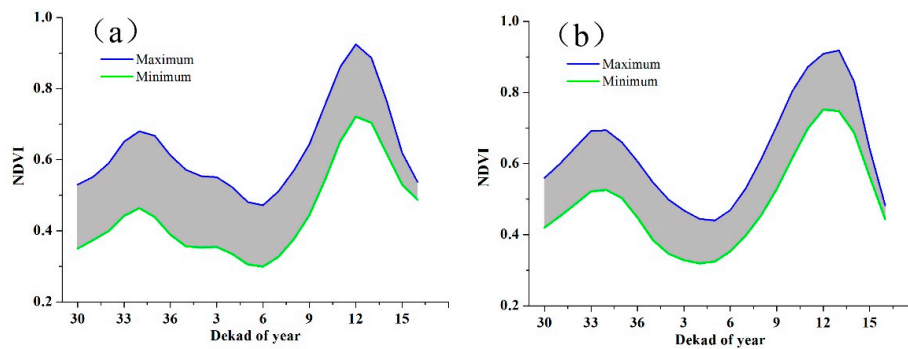 (a)
Maximum
Minimum
NDVI
1.0
0.8
0.6
0.4
0.2
30 33 36 3 6 9 12 15
Dekad of year
(b)
Maximum
Minimum
NDVI
1.0
0.8
0.6
0.4
0.2
30 33 36 3 6 9 12 15
Dekad of year